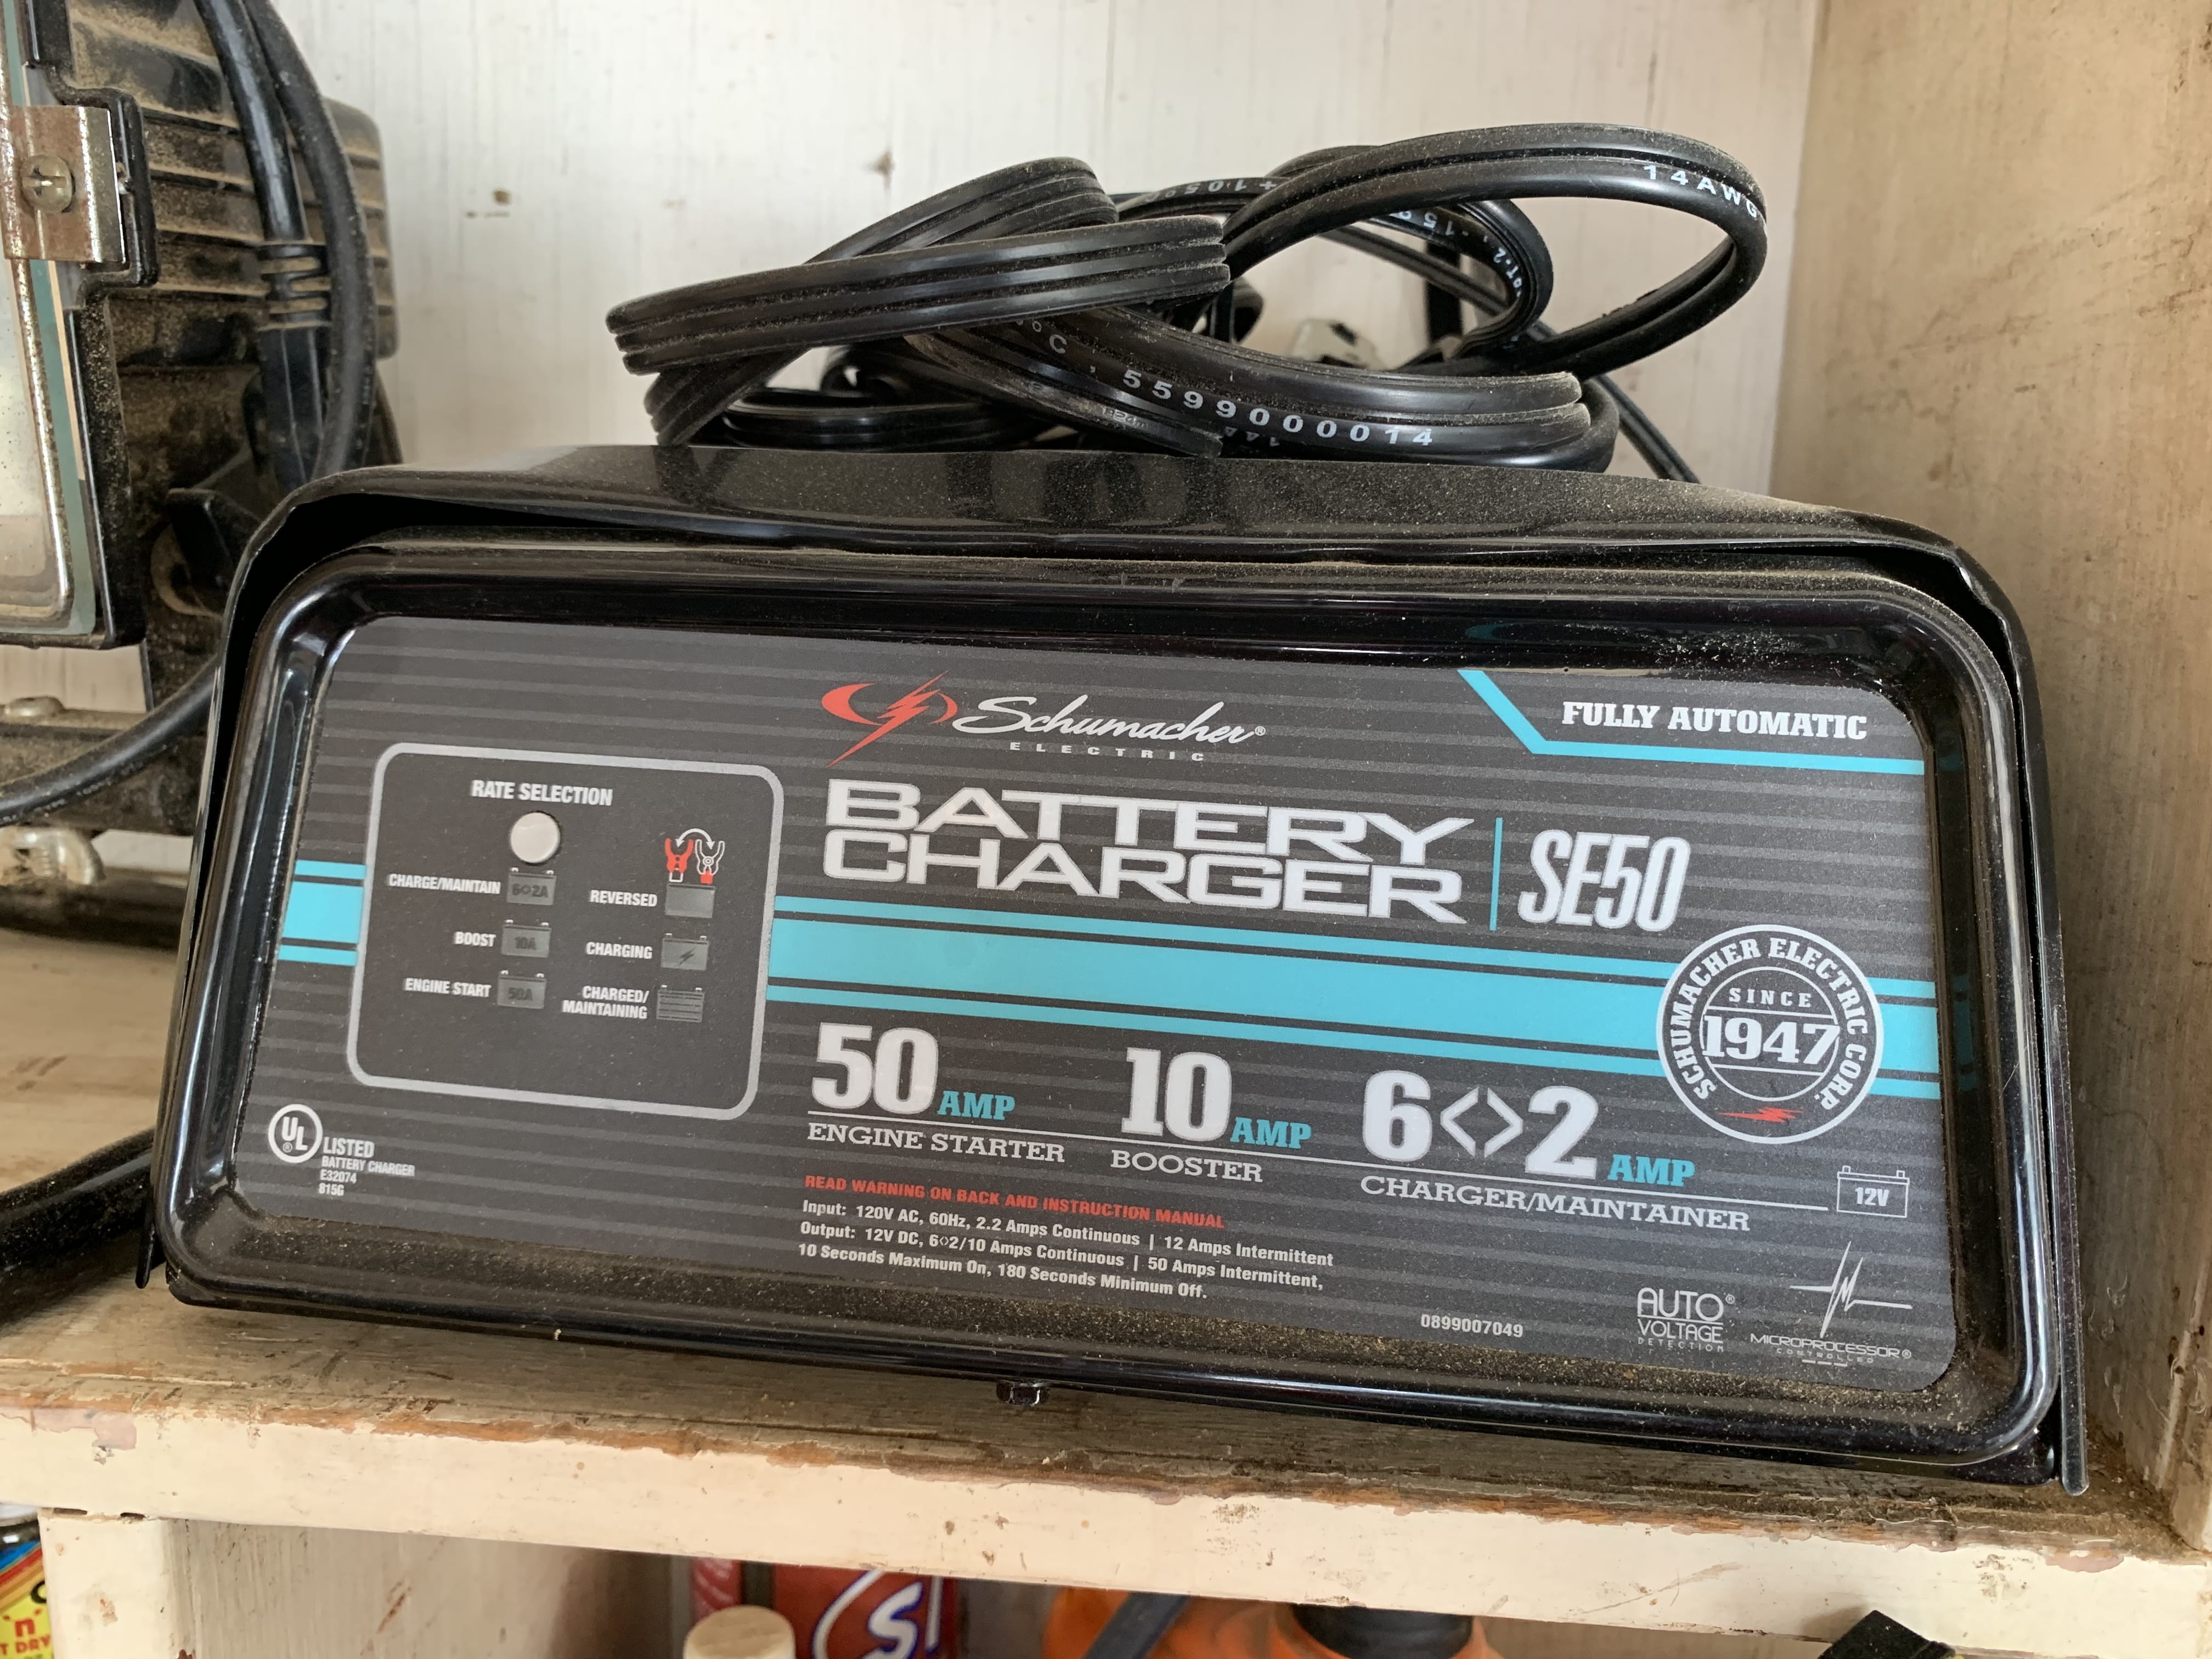 14AWG
+105°
°C , 5599000014
Schumacher®
ELECTRIC
FULLY AUTOMATIC
BATTERY
CHARGER
SE50
RATE SELECTION
CHARGE/MAINTAIN 6<>2A
REVERSED
BOOST 10A
CHARGING
ENGINE START 50A
CHARGED/
MAINTAINING
SCHUMACHER ELECTRIC CORP.
SINCE
1947
50 AMP
ENGINE STARTER
10 AMP
BOOSTER
6<>2 AMP
CHARGER/MAINTAINER
12V
UL®
LISTED
BATTERY CHARGER
E32074
815G
READ WARNING ON BACK AND INSTRUCTION MANUAL
Input: 120V AC, 60Hz, 2.2 Amps Continuous | 12 Amps Intermittent
Output: 12V DC, 6<>2/10 Amps Continuous | 50 Amps Intermittent,
10 Seconds Maximum On, 180 Seconds Minimum Off.
0899007049
AUTO®
VOLTAGE
DETECTION
MICROPROCESSOR®
CONTROLLED
"n"
DRY